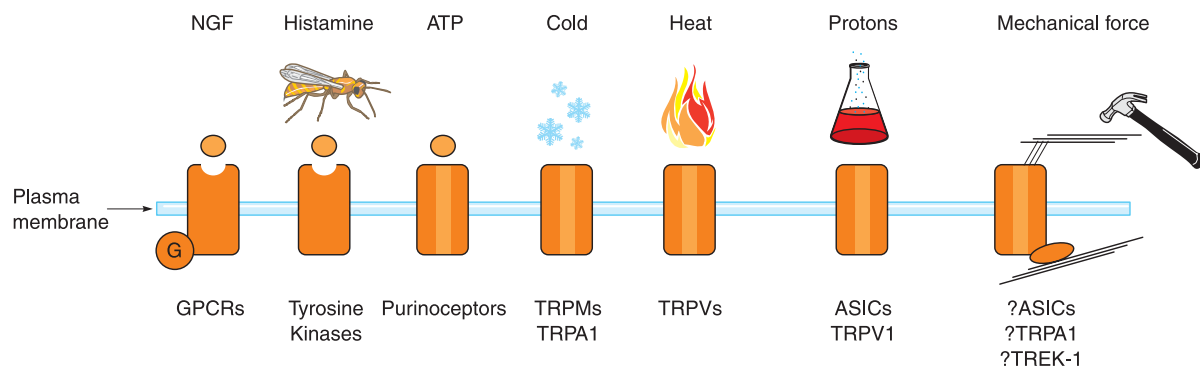 NGF
Histamine
ATP
Cold
Heat
Protons
Mechanical force
Plasma
membrane
G
GPCRs
Tyrosine
Kinases
Purinoceptors
TRPMs
TRPA1
TRPVs
ASICs
TRPV1
?ASICs
?TRPA1
?TREK-1